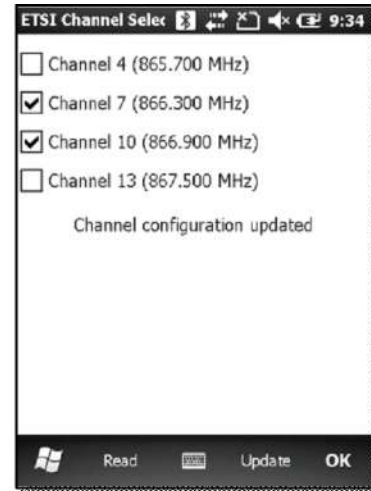 ETSI Channel Selec 9:34
Channel 4 (865.700 MHz)
Channel 7 (866.300 MHz)
Channel 10 (866.900 MHz)
Channel 13 (867.500 MHz)
Channel configuration updated
Read Update OK